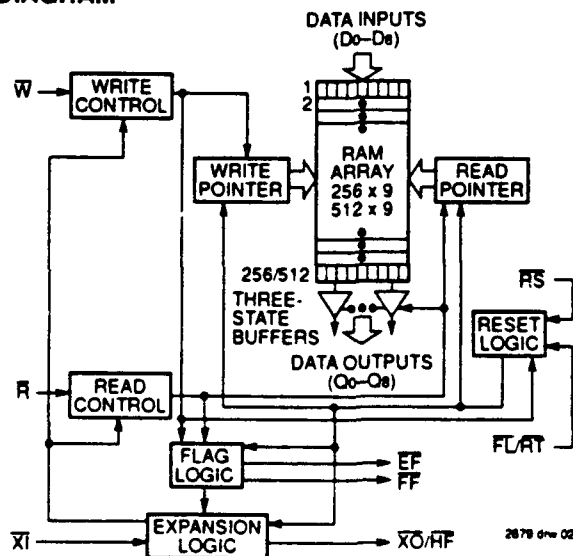 DATA INPUTS
(D0–D8)
W
WRITE
CONTROL
1
2
WRITE
POINTER
RAM
ARRAY
256 x 9
512 x 9
READ
POINTER
256/512
THREE-
STATE
BUFFERS
DATA OUTPUTS
(Q0–Q8)
RS
RESET
LOGIC
FL/RT
R
READ
CONTROL
FLAG
LOGIC
EF
FF
XI
EXPANSION
LOGIC
XO/HF
2679 drw 02